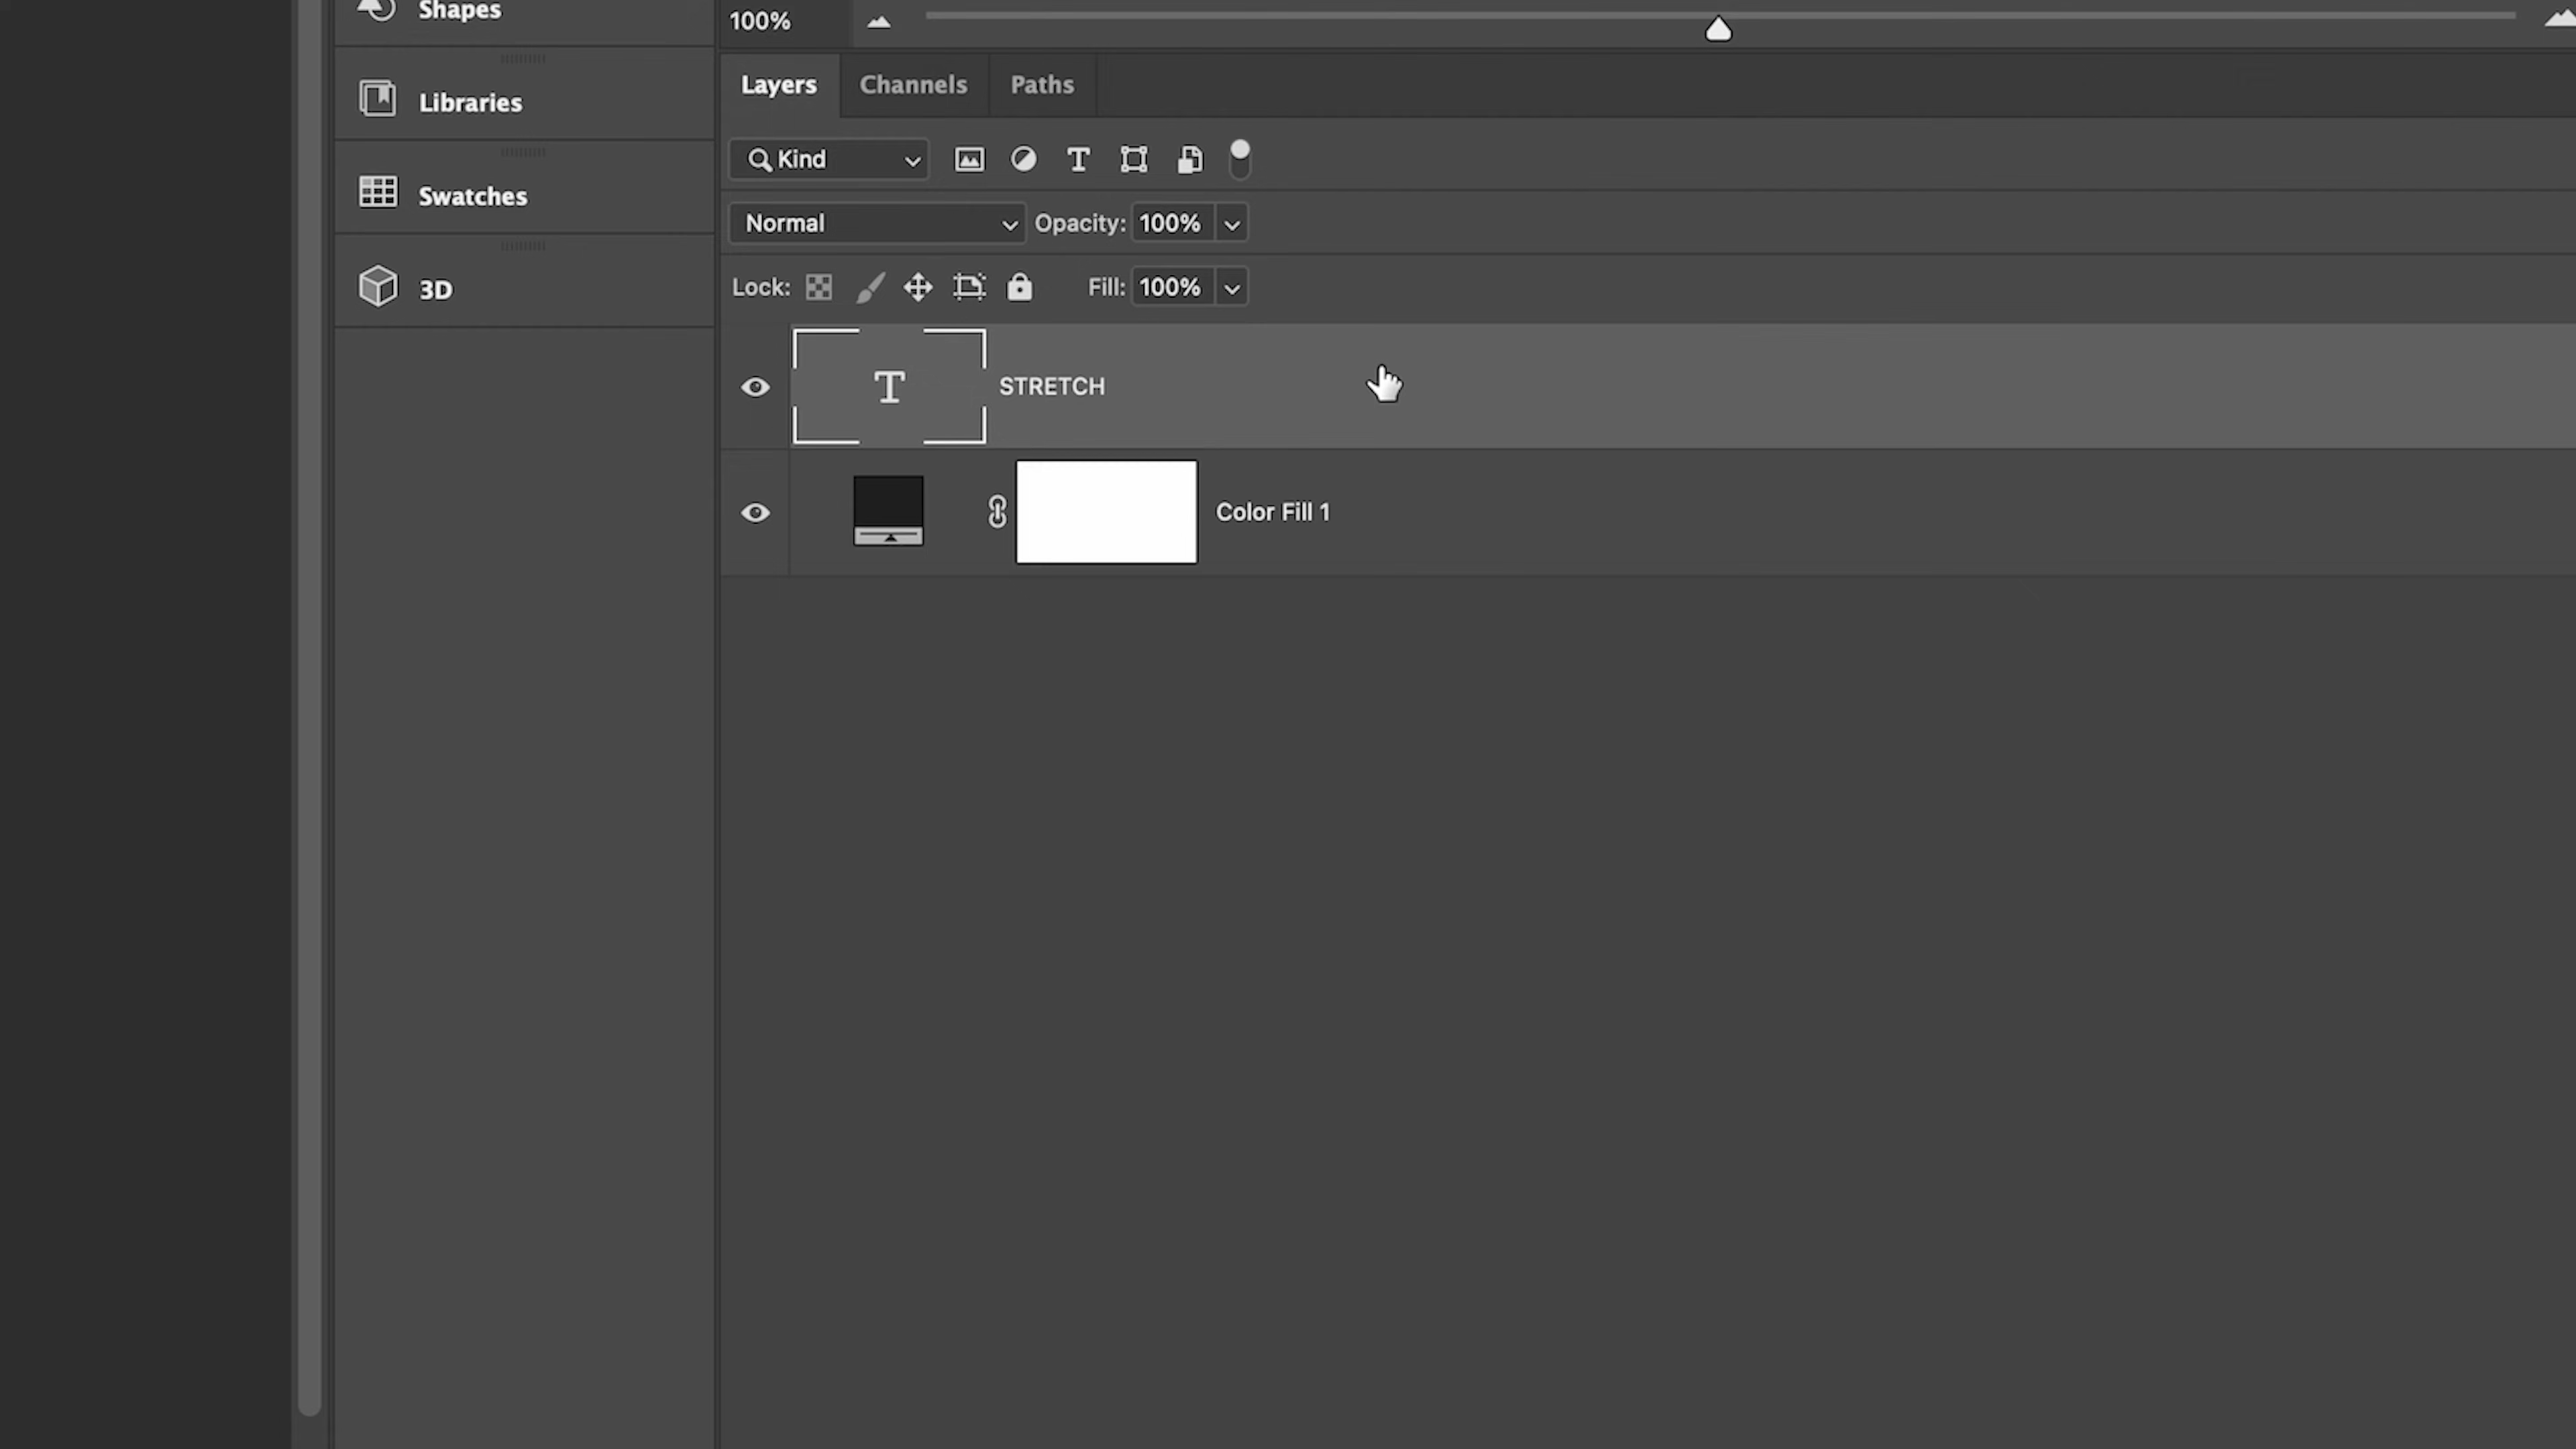 Shapes
Libraries
Swatches
3D
100%
Layers Channels Paths
Kind
Normal Opacity: 100%
Lock: Fill: 100%
STRETCH
Color Fill 1